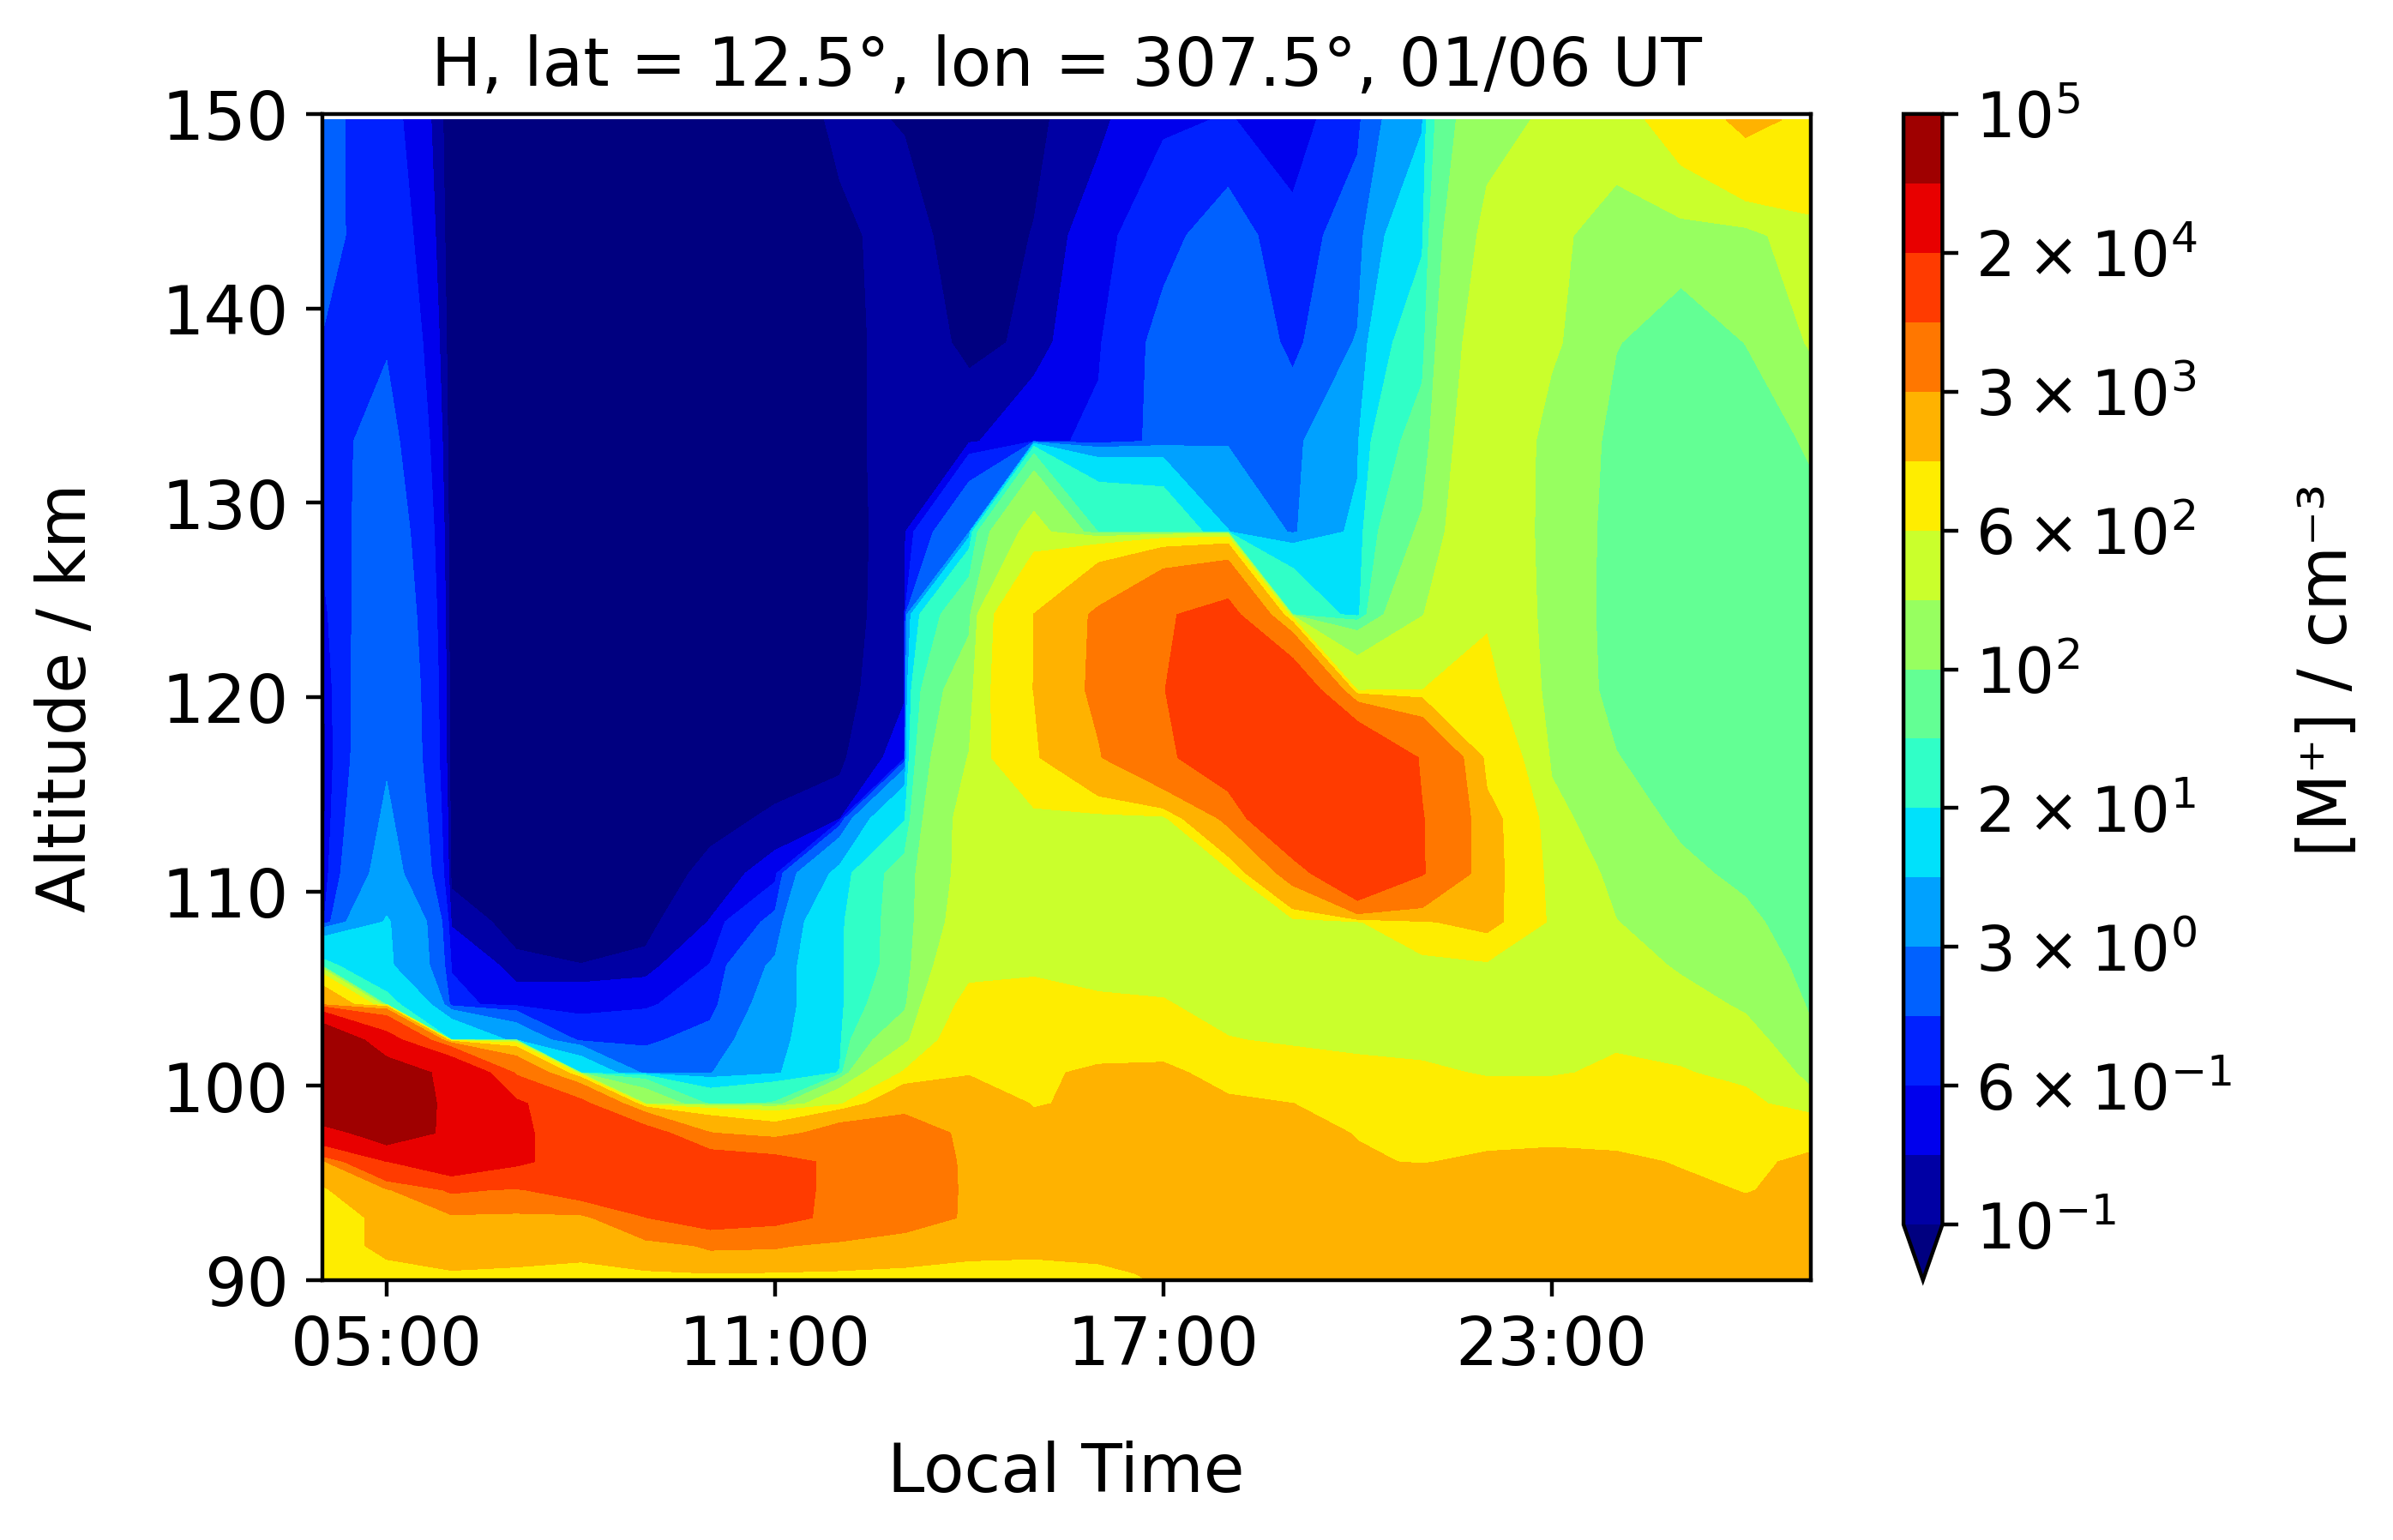 H, lat = 12.5°, lon = 307.5°, 01/06 UT
150
140
130
120
110
100
90
Altitude / km
05:00
11:00
17:00
23:00
Local Time
10⁵
2 × 10⁴
3 × 10³
6 × 10²
10²
2 × 10¹
3 × 10⁰
6 × 10⁻¹
10⁻¹
[M⁺] / cm⁻³